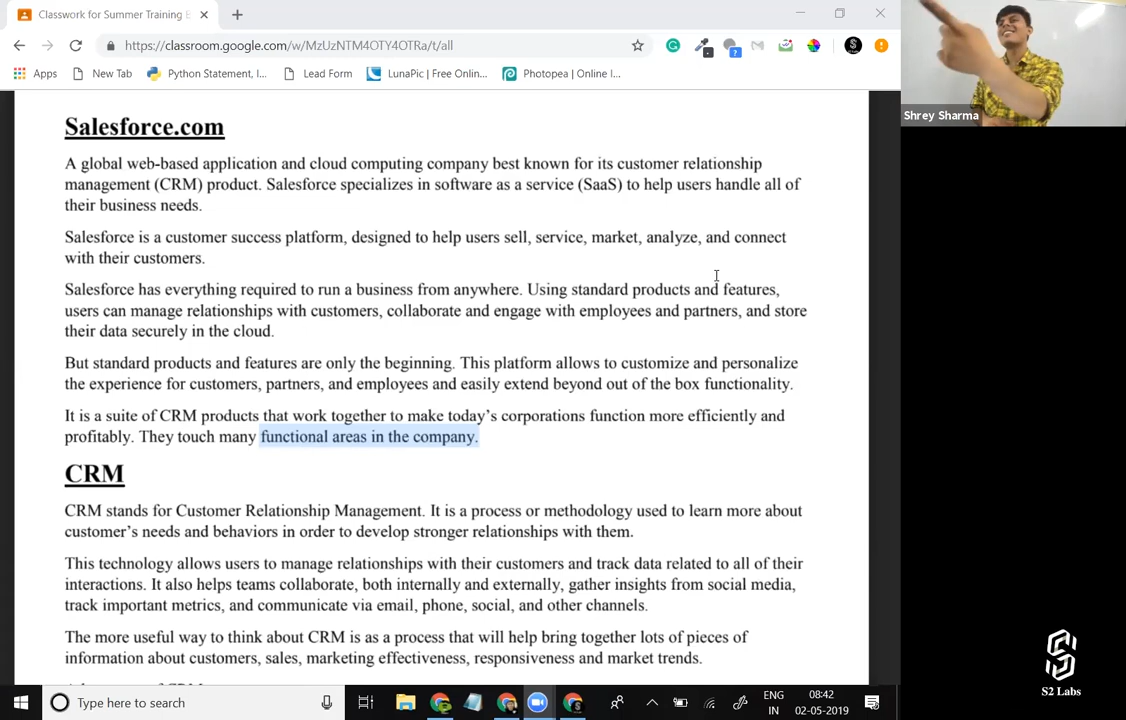 Classwork for Summer Training E
https://classroom.google.com/w/MzUzNTM4OTY4OTRa/t/all
Apps New Tab Python Statement, I... Lead Form LunaPic | Free Onlin... Photopea | Online I...
Shrey Sharma
Salesforce.com
A global web-based application and cloud computing company best known for its customer relationship
management (CRM) product. Salesforce specializes in software as a service (SaaS) to help users handle all of
their business needs.
Salesforce is a customer success platform, designed to help users sell, service, market, analyze, and connect
with their customers.
Salesforce has everything required to run a business from anywhere. Using standard products and features,
users can manage relationships with customers, collaborate and engage with employees and partners, and store
their data securely in the cloud.
But standard products and features are only the beginning. This platform allows to customize and personalize
the experience for customers, partners, and employees and easily extend beyond out of the box functionality.
It is a suite of CRM products that work together to make today's corporations function more efficiently and
profitably. They touch many functional areas in the company.
CRM
CRM stands for Customer Relationship Management. It is a process or methodology used to learn more about
customer's needs and behaviors in order to develop stronger relationships with them.
This technology allows users to manage relationships with their customers and track data related to all of their
interactions. It also helps teams collaborate, both internally and externally, gather insights from social media,
track important metrics, and communicate via email, phone, social, and other channels.
The more useful way to think about CRM is as a process that will help bring together lots of pieces of
information about customers, sales, marketing effectiveness, responsiveness and market trends.
S2 Labs
Type here to search
ENG
IN
08:42
02-05-2019